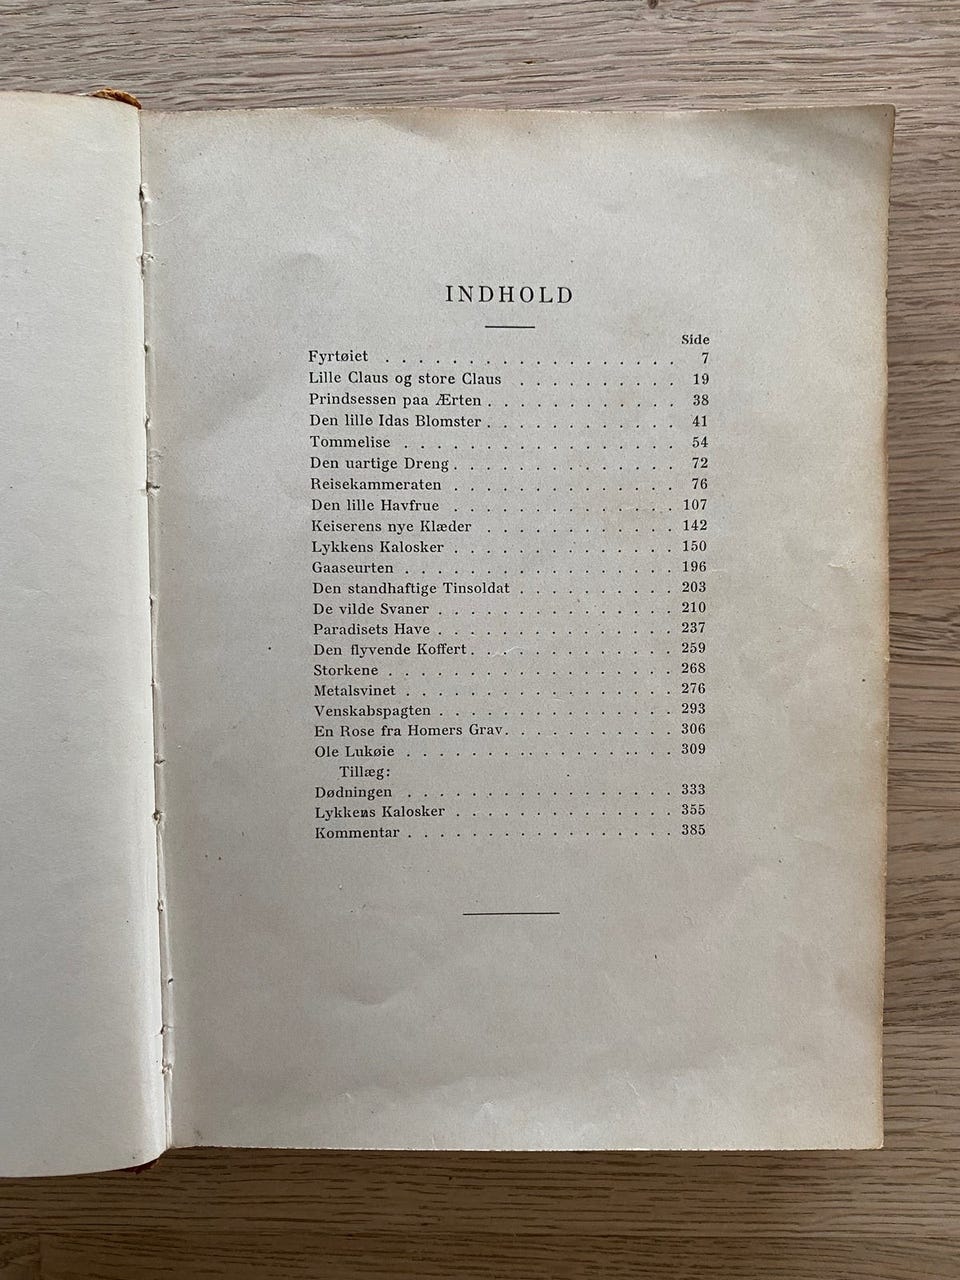 INDHOLD
Side
Fyrtøiet . . . . . . . . . . . . . . . . . . 7
Lille Claus og store Claus . . . . . . . . . . 19
Prindsessen paa Ærten . . . . . . . . . . . . 38
Den lille Idas Blomster . . . . . . . . . . . . 41
Tommelise . . . . . . . . . . . . . . . . . 54
Den uartige Dreng . . . . . . . . . . . . . . 72
Reisekammeraten . . . . . . . . . . . . . . 76
Den lille Havfrue . . . . . . . . . . . . . . 107
Keiserens nye Klæder . . . . . . . . . . . . 142
Lykkens Kalosker . . . . . . . . . . . . . . 150
Gaaseurten . . . . . . . . . . . . . . . . . 196
Den standhaftige Tinsoldat . . . . . . . . . . 203
De vilde Svaner . . . . . . . . . . . . . . . 210
Paradisets Have . . . . . . . . . . . . . . . 237
Den flyvende Koffert . . . . . . . . . . . . . 259
Storkene . . . . . . . . . . . . . . . . . . 268
Metalsvinet . . . . . . . . . . . . . . . . . 276
Venskabspagten . . . . . . . . . . . . . . . 293
En Rose fra Homers Grav . . . . . . . . . . . 306
Ole Lukøie . . . . . . . . . . . . . . . . . 309
Tillæg:
Dødningen . . . . . . . . . . . . . . . . . 333
Lykkens Kalosker . . . . . . . . . . . . . . 355
Kommentar . . . . . . . . . . . . . . . . . 385